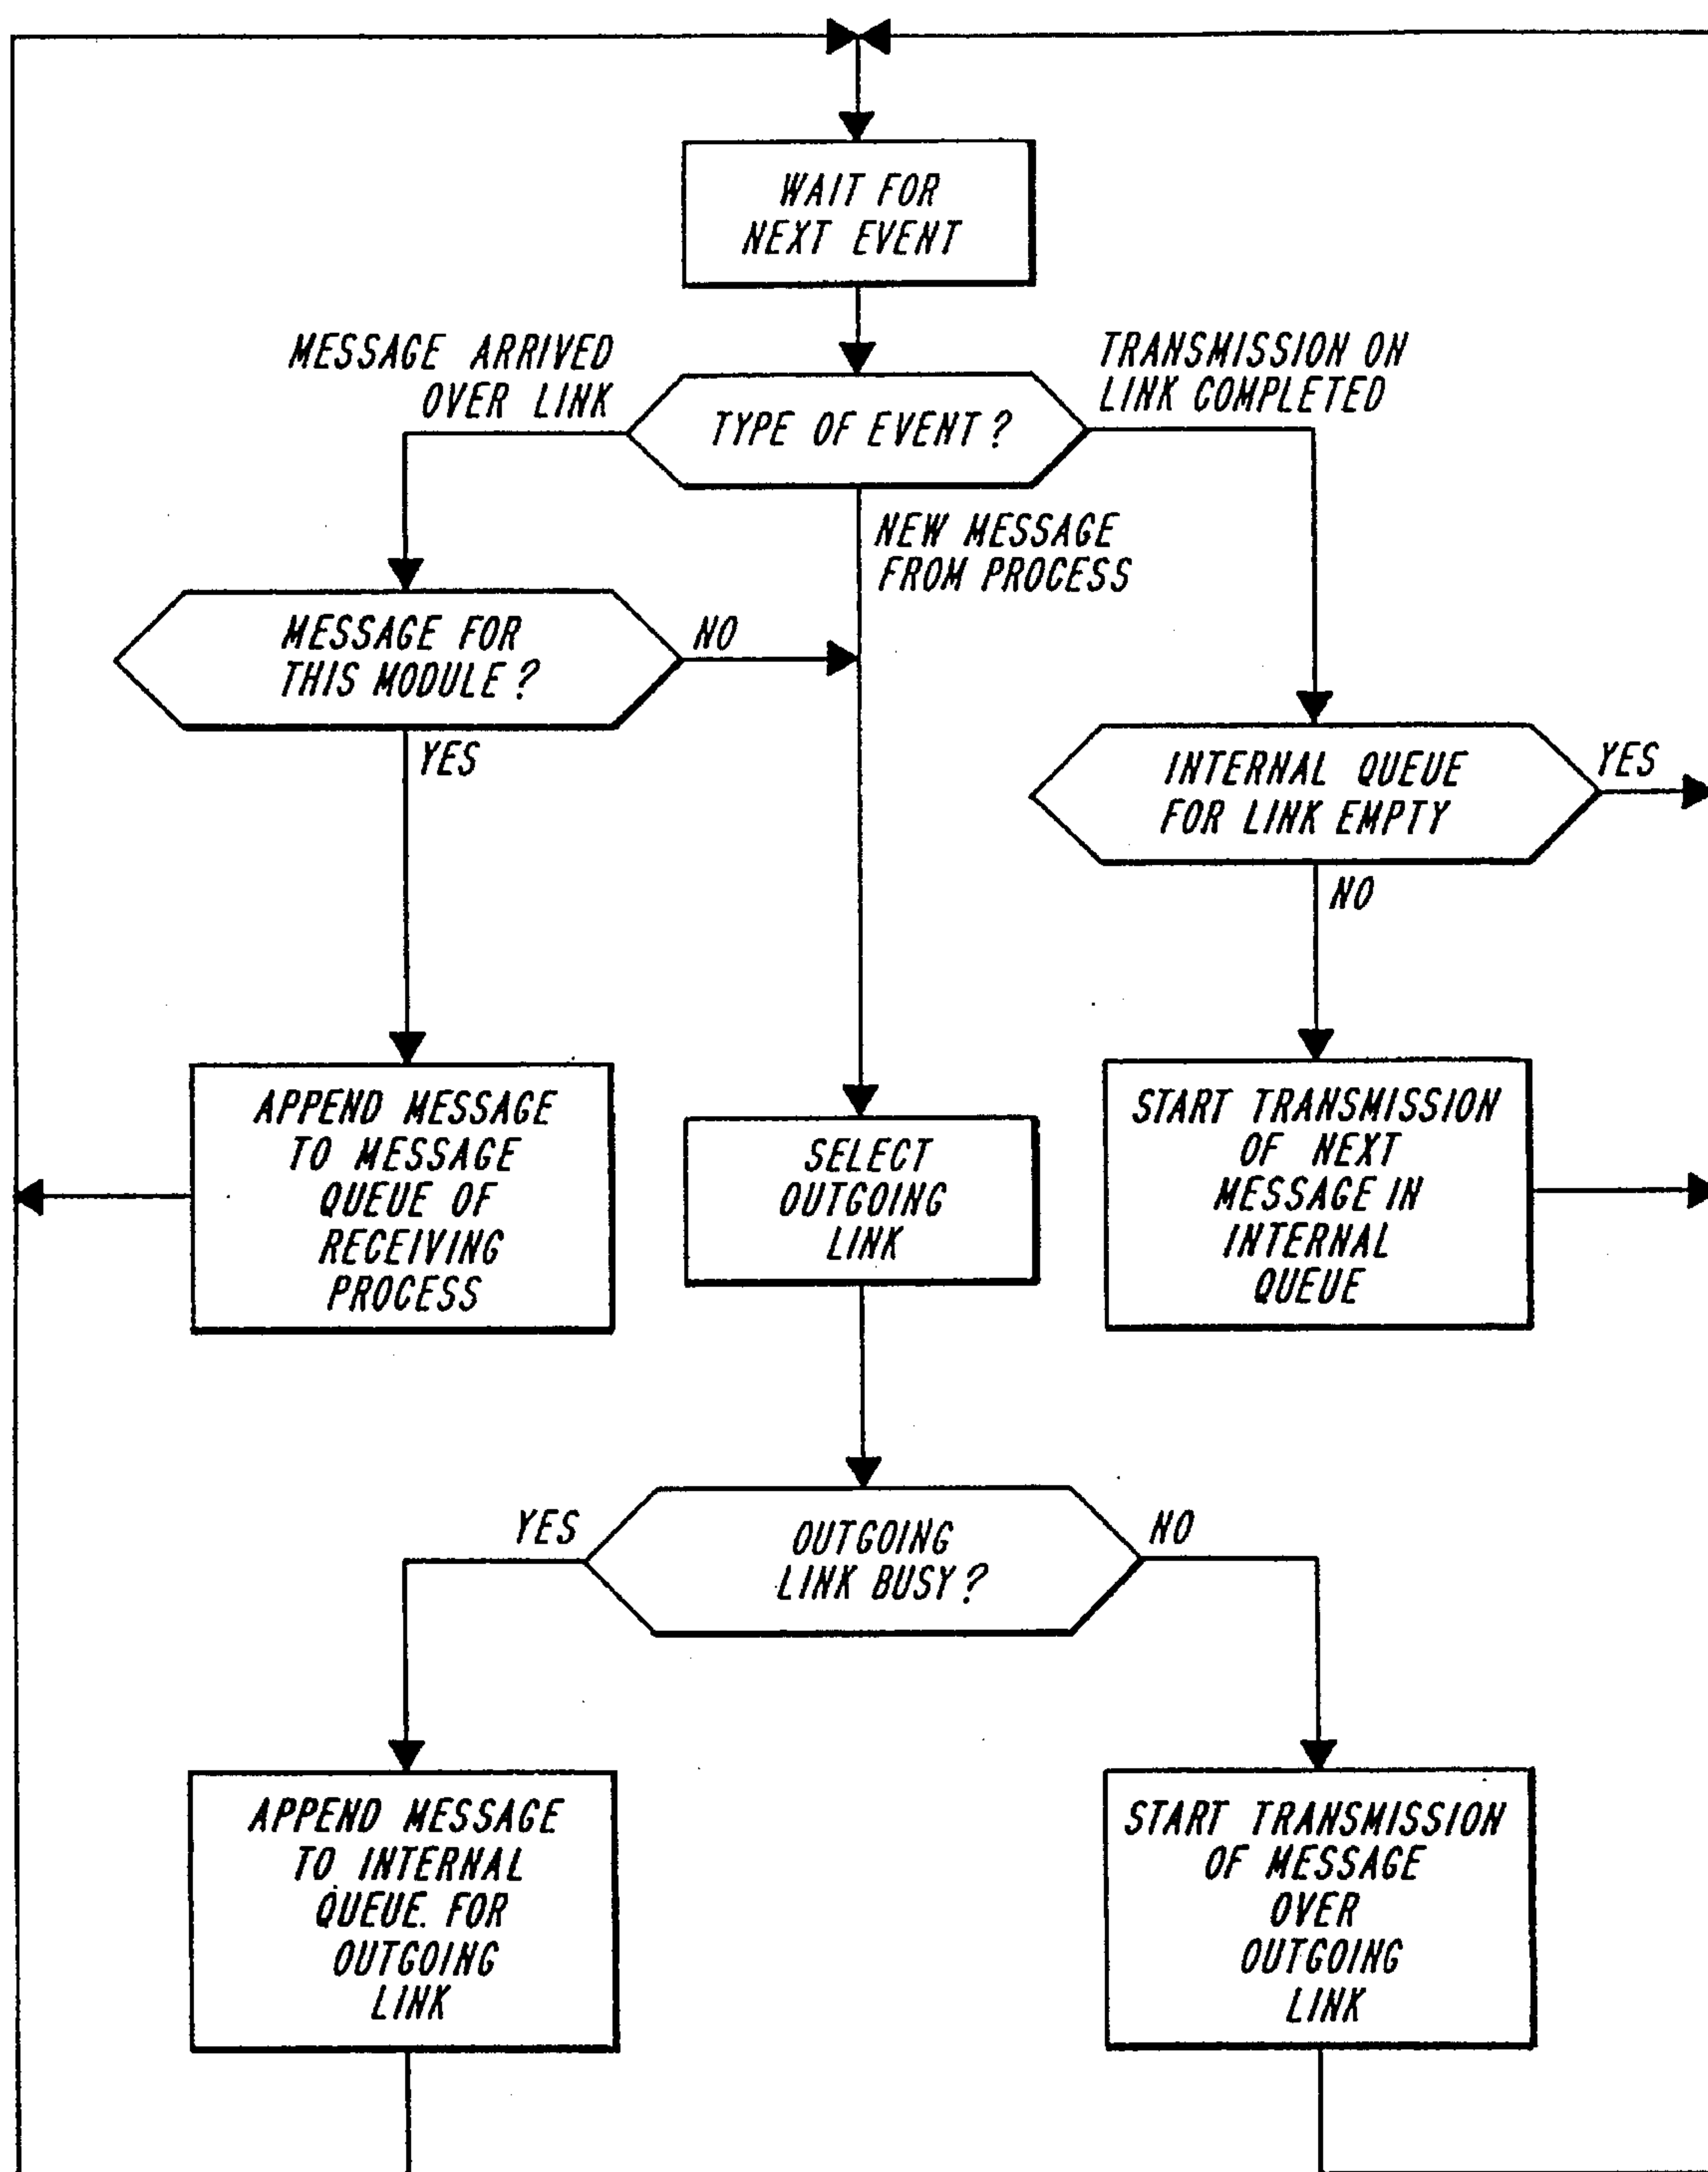 WAIT FOR
NEXT EVENT
MESSAGE ARRIVED
OVER LINK
TYPE OF EVENT?
TRANSMISSION ON
LINK COMPLETED
NEW MESSAGE
FROM PROCESS
MESSAGE FOR
THIS MODULE?
NO
YES
INTERNAL QUEUE
FOR LINK EMPTY
YES
NO
APPEND MESSAGE
TO MESSAGE
QUEUE OF
RECEIVING
PROCESS
SELECT
OUTGOING
LINK
START TRANSMISSION
OF NEXT
MESSAGE IN
INTERNAL
QUEUE
YES
OUTGOING
LINK BUSY?
NO
APPEND MESSAGE
TO INTERNAL
QUEUE. FOR
OUTGOING
LINK
START TRANSMISSION
OF MESSAGE
OVER
OUTGOING
LINK